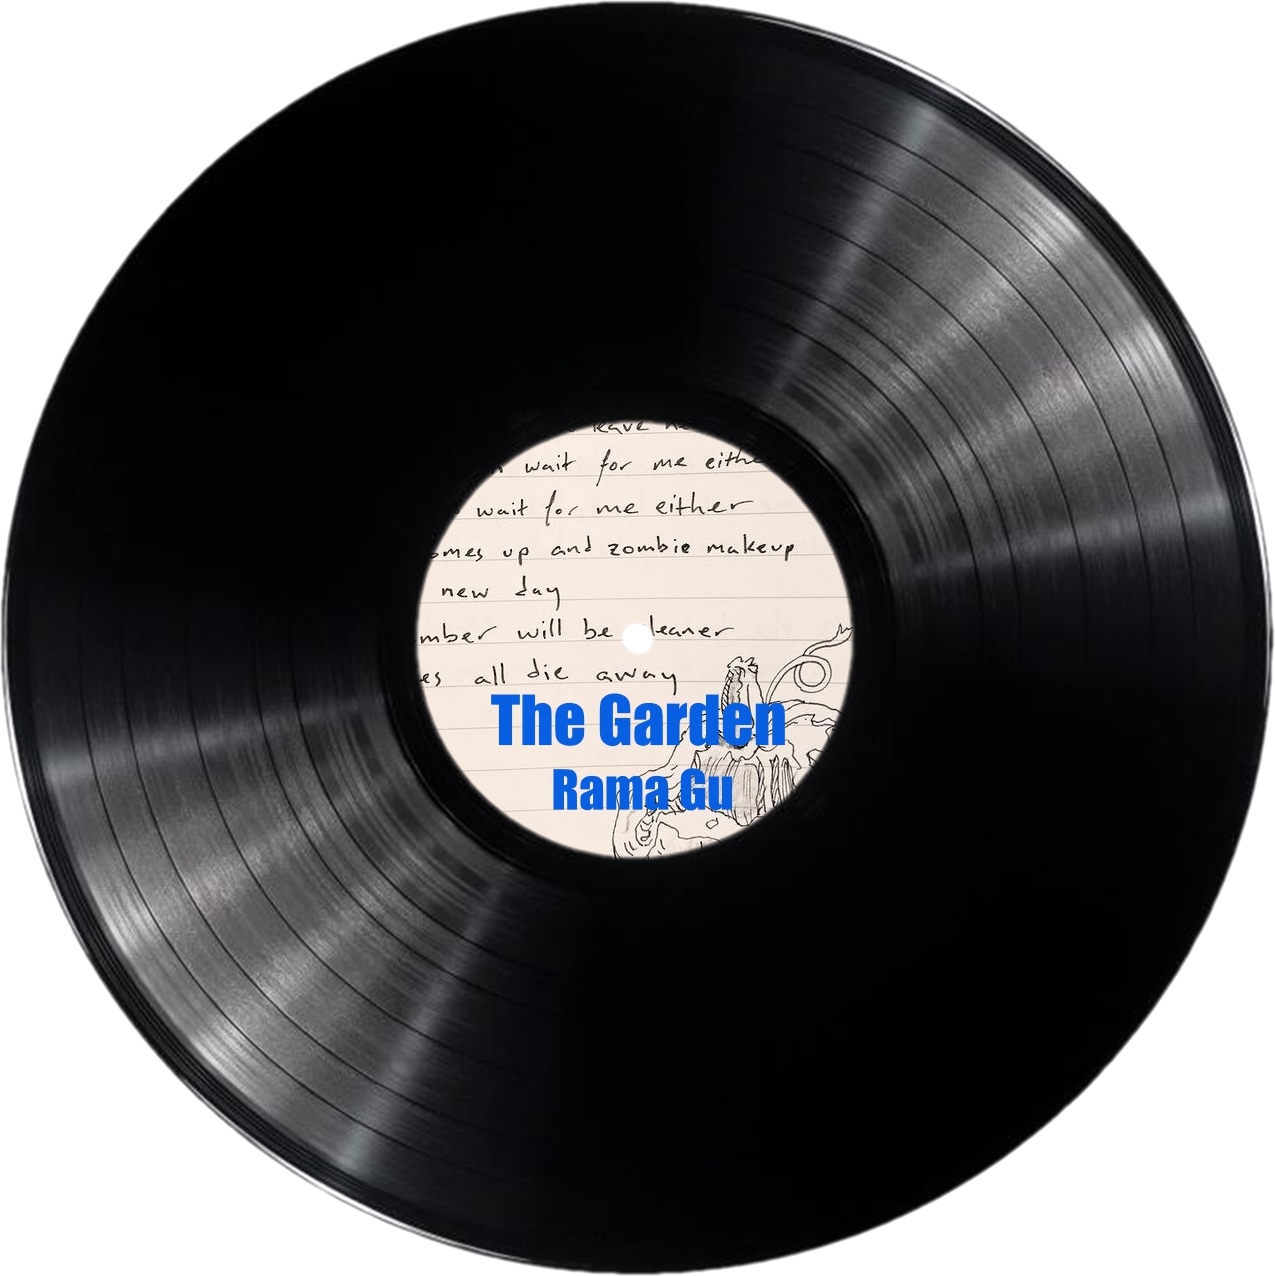 leave
wait for me
wait for me either
up and zombie makeup
new day
will be
all die away
The Garden
Rama Gu